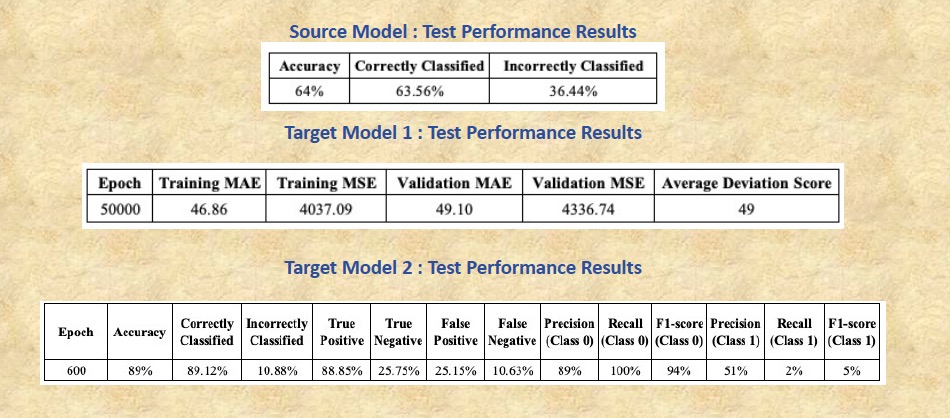 Source Model : Test Performance Results
Accuracy Correctly Classified Incorrectly Classified
64% 63.56% 36.44%
Target Model 1 : Test Performance Results
Epoch Training MAE Training MSE Validation MAE Validation MSE Average Deviation Score
50000 46.86 4037.09 49.10 4336.74 49
Target Model 2 : Test Performance Results
Epoch Accuracy Correctly Classified Incorrectly Classified True Positive True Negative False Positive False Negative Precision (Class 0) Recall (Class 0) F1-score (Class 0) Precision (Class 1) Recall (Class 1) F1-score (Class 1)
600 89% 89.12% 10.88% 88.85% 25.75% 25.15% 10.63% 89% 100% 94% 51% 2% 5%